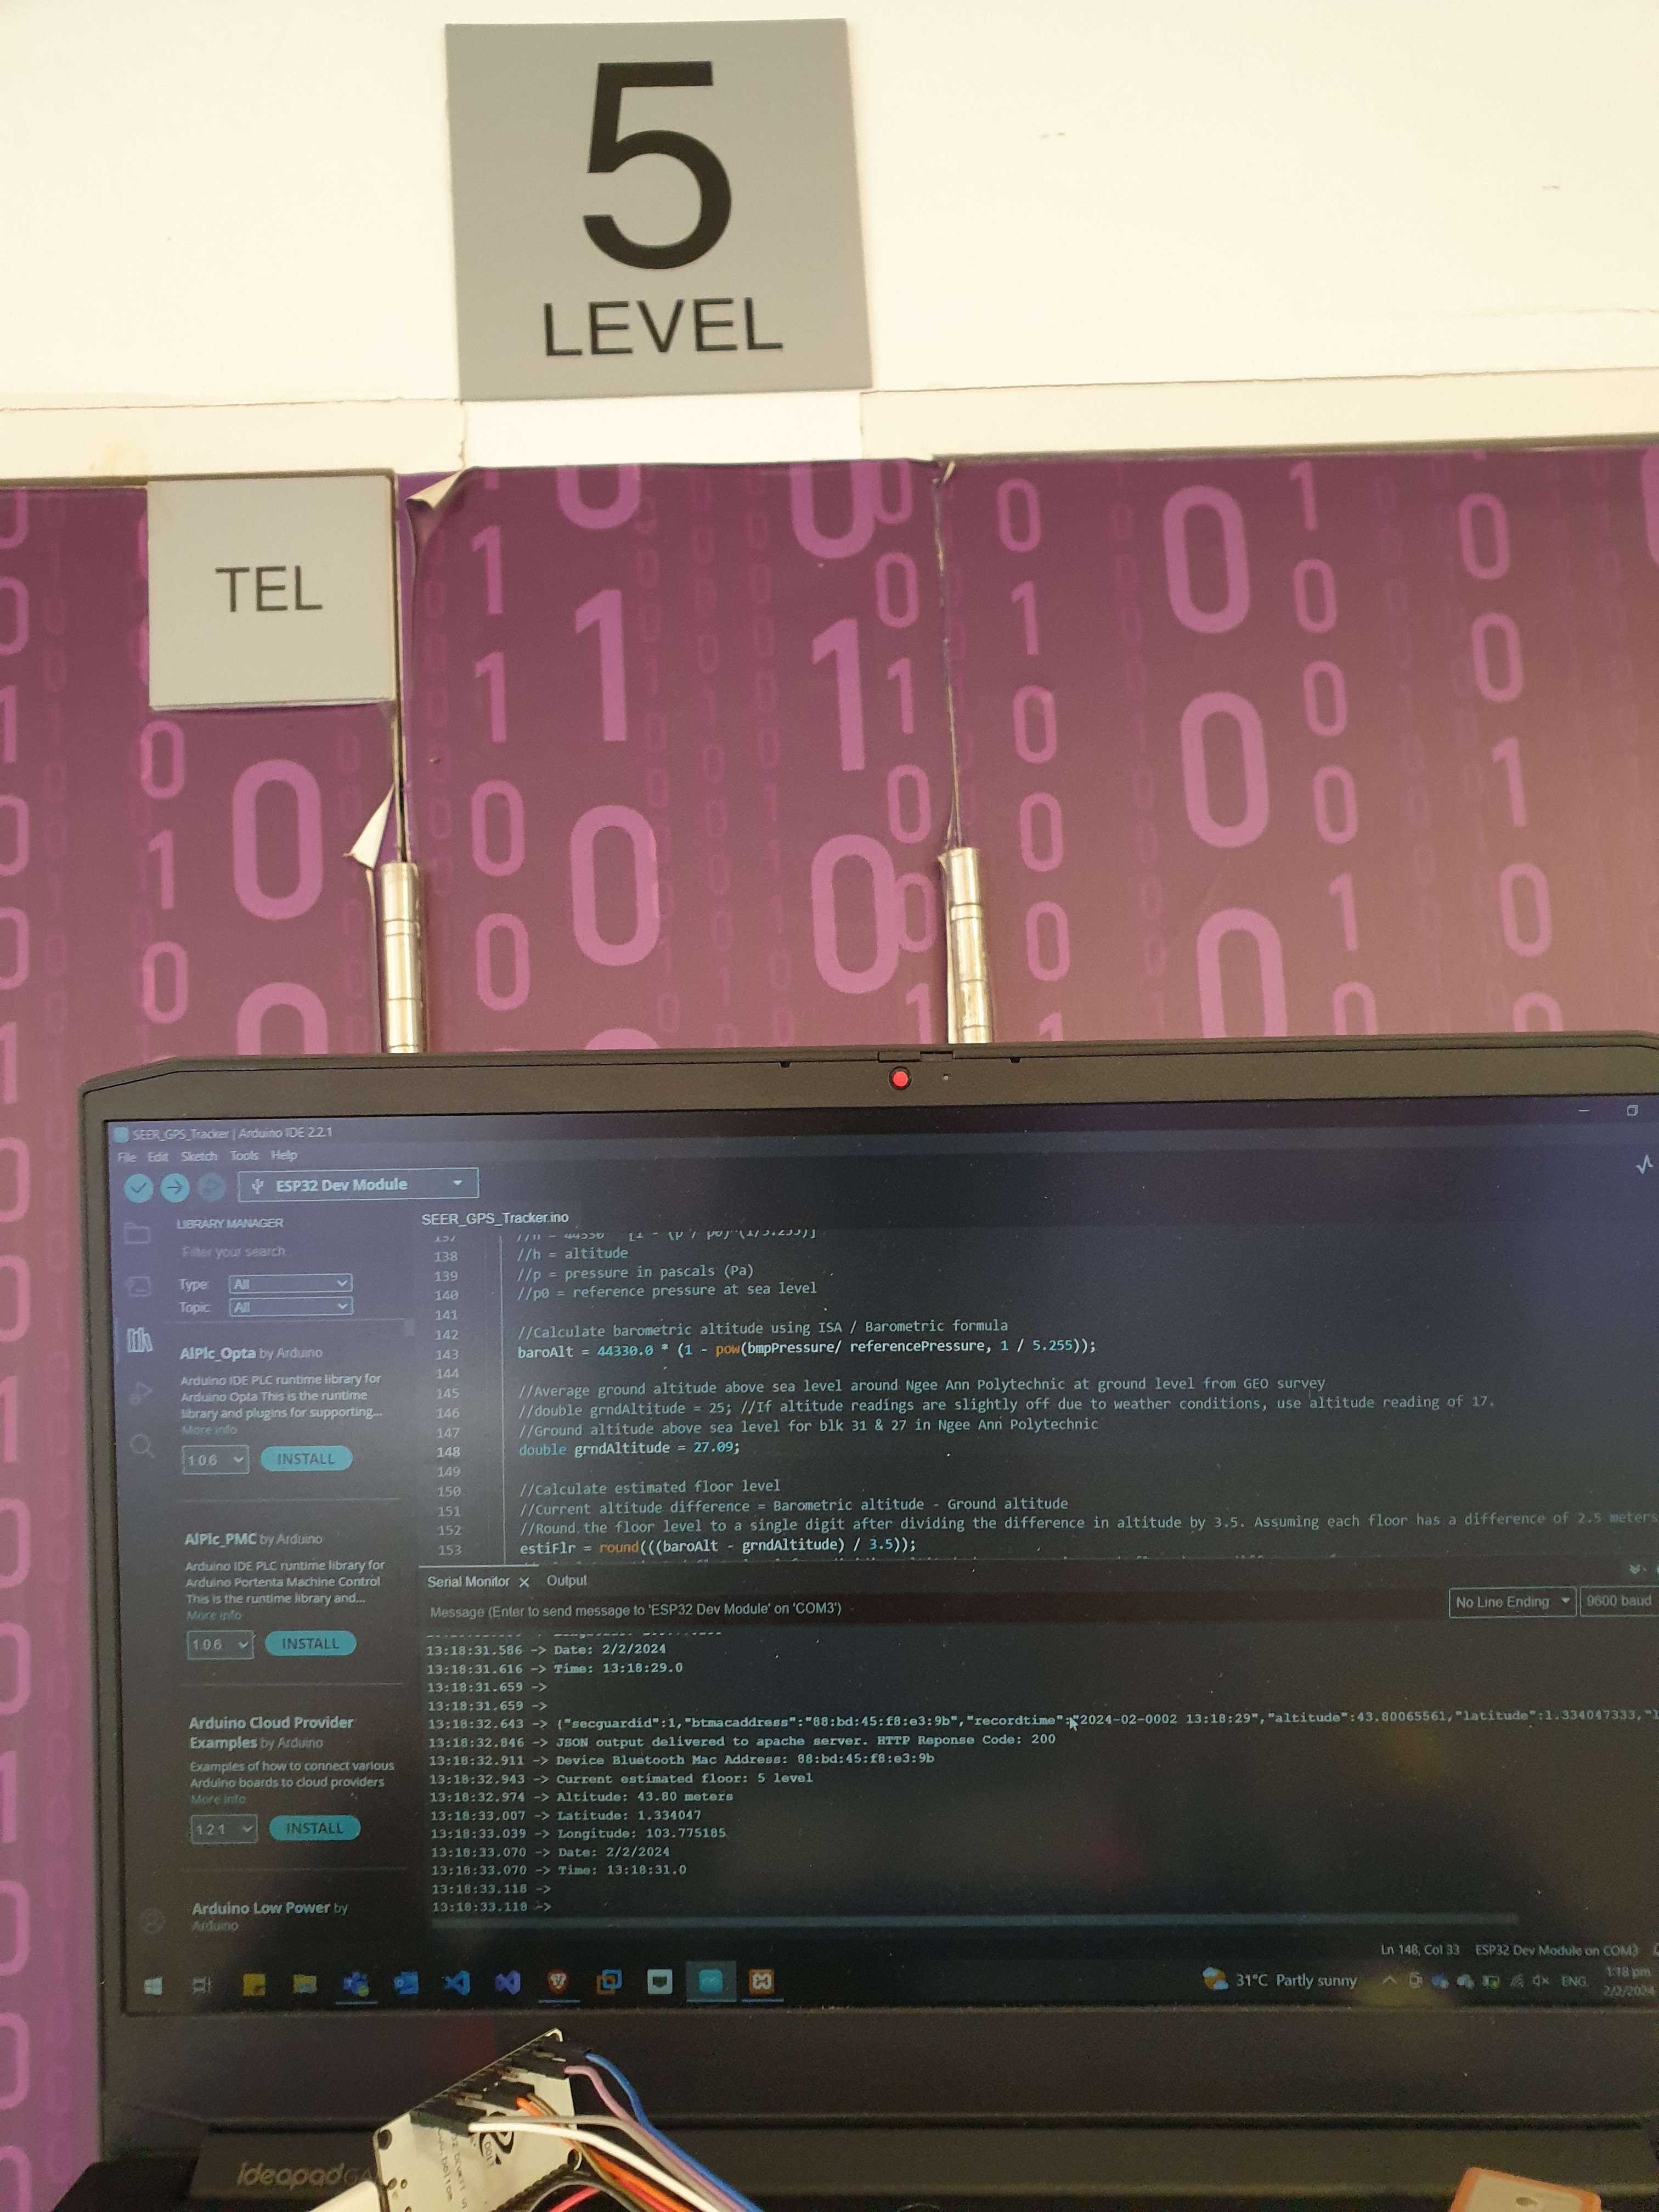 5
LEVEL
TEL
SEER_GPS_Tracker | Arduino IDE 2.2.1
File Edit Sketch Tools Help
ESP32 Dev Module
LIBRARY MANAGER
Filter your search
Type: All
Topic: All
AlPlc_Opta by Arduino
Arduino IDE PLC runtime library for
Arduino Opta This is the runtime
library and plugins for supporting...
More info
1.0.6 INSTALL
AlPlc_PMC by Arduino
Arduino IDE PLC runtime library for
Arduino Portenta Machine Control
This is the runtime library and...
More info
1.0.6 INSTALL
Arduino Cloud Provider
Examples by Arduino
Examples of how to connect various
Arduino boards to cloud providers
More info
1.2.1 INSTALL
Arduino Low Power by
Arduino
SEER_GPS_Tracker.ino
137
138 //h = altitude
139 //p = pressure in pascals (Pa)
140 //p0 = reference pressure at sea level
141
142 //Calculate barometric altitude using ISA / Barometric formula
143 baroAlt = 44330.0 * (1 - pow(bmpPressure/ referencePressure, 1 / 5.255));
144
145 //Average ground altitude above sea level around Ngee Ann Polytechnic at ground level from GEO survey
146 //double grndAltitude = 25; //If altitude readings are slightly off due to weather conditions, use altitude reading of 17.
147 //Ground altitude above sea level for blk 31 & 27 in Ngee Ann Polytechnic
148 double grndAltitude = 27.09;
149
150 //Calculate estimated floor level
151 //Current altitude difference = Barometric altitude - Ground altitude
152 //Round the floor level to a single digit after dividing the difference in altitude by 3.5. Assuming each floor has a difference of 2.5 meters
153 estiFlr = round(((baroAlt - grndAltitude) / 3.5));
Serial Monitor × Output
Message (Enter to send message to 'ESP32 Dev Module' on 'COM3')
No Line Ending 9600 baud
13:18:31.586 -> Date: 2/2/2024
13:18:31.616 -> Time: 13:18:29.0
13:18:31.659 ->
13:18:31.659 ->
13:18:32.643 -> {"secguardid":1,"btmacaddress":"88:bd:45:f8:e3:9b","recordtime":"2024-02-0002 13:18:29","altitude":43.80065561,"latitude":1.334047333,"l
13:18:32.846 -> JSON output delivered to apache server. HTTP Reponse Code: 200
13:18:32.911 -> Device Bluetooth Mac Address: 88:bd:45:f8:e3:9b
13:18:32.943 -> Current estimated floor: 5 level
13:18:32.974 -> Altitude: 43.80 meters
13:18:33.007 -> Latitude: 1.334047
13:18:33.039 -> Longitude: 103.775185
13:18:33.070 -> Date: 2/2/2024
13:18:33.070 -> Time: 13:18:31.0
13:18:33.118 ->
13:18:33.118 ->
Ln 148, Col 33 ESP32 Dev Module on COM3
31°C Partly sunny
ENG
1:18 pm
2/2/2024
ideapad